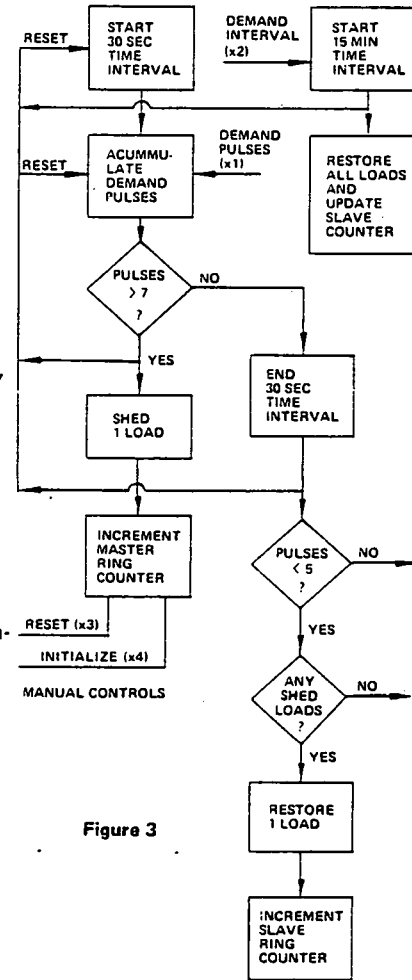 RESET
START
30 SEC
TIME
INTERVAL
DEMAND
INTERVAL
(x2)
START
15 MIN
TIME
INTERVAL
RESET
ACUMMU-
LATE
DEMAND
PULSES
DEMAND
PULSES
(x1)
RESTORE
ALL LOADS
AND
UPDATE
SLAVE
COUNTER
PULSES
> 7
?
NO
YES
SHED
1 LOAD
END
30 SEC
TIME
INTERVAL
INCREMENT
MASTER
RING
COUNTER
PULSES
< 5
?
NO
YES
RESET (x3)
INITIALIZE (x4)
MANUAL CONTROLS
ANY
SHED
LOADS
?
NO
YES
RESTORE
1 LOAD
Figure 3
INCREMENT
SLAVE
RING
COUNTER